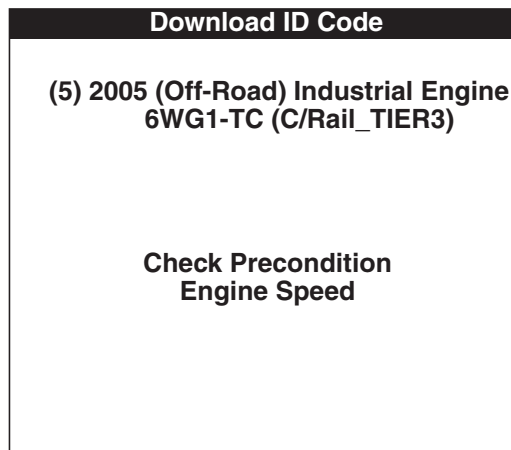 Download ID Code
(5) 2005 (Off-Road) Industrial Engine
6WG1-TC (C/Rail_TIER3)
Check Precondition
Engine Speed